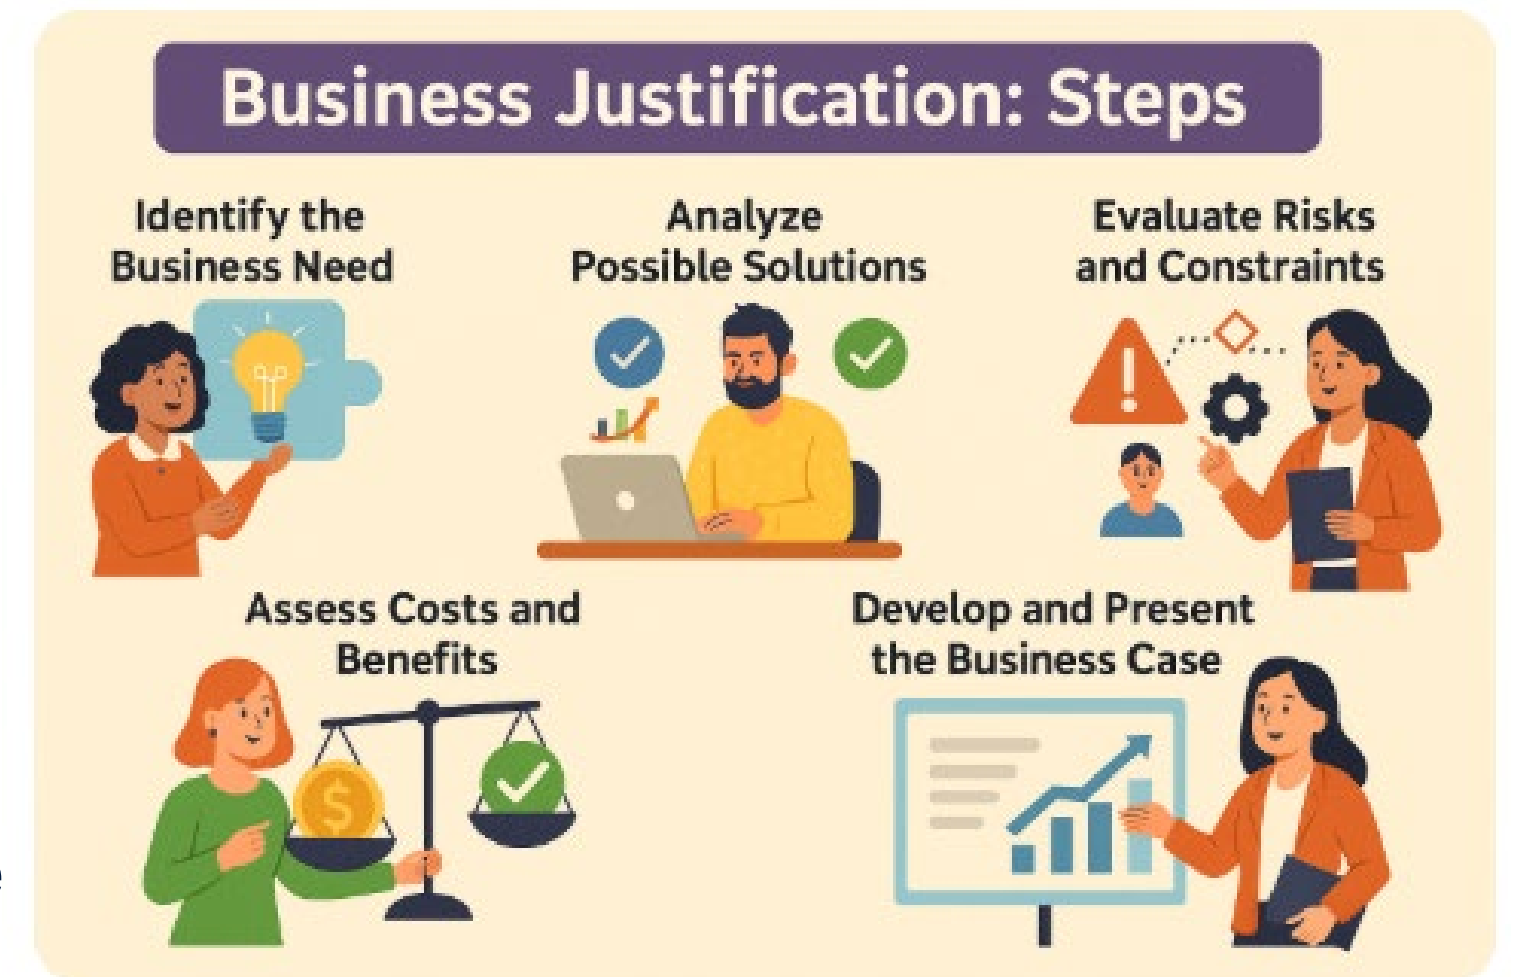 Business Justification: Steps
Identify the
Business Need
Analyze
Possible Solutions
Evaluate Risks
and Constraints
Assess Costs and
Benefits
Develop and Present
the Business Case
$
e